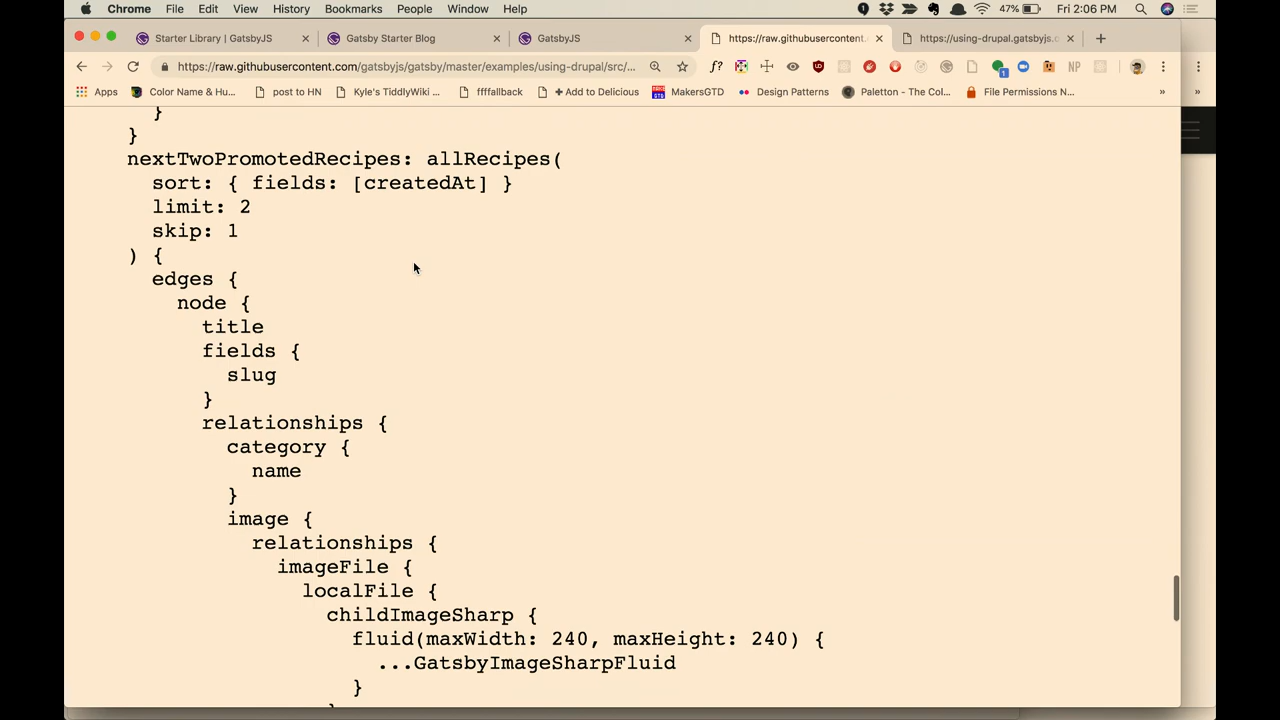 Chrome File Edit View History Bookmarks People Window Help
47% Fri 2:06 PM
Starter Library | GatsbyJS
Gatsby Starter Blog
GatsbyJS
https://raw.githubusercontent.
https://using-drupal.gatsbyjs.o
https://raw.githubusercontent.com/gatsbyjs/gatsby/master/examples/using-drupal/src/...
Apps Color Name & Hu... post to HN Kyle's TiddlyWiki ... ffffallback + Add to Delicious MakersGTD Design Patterns Paletton - The Col... File Permissions N...
}
}
nextTwoPromotedRecipes: allRecipes(
sort: { fields: [createdAt] }
limit: 2
skip: 1
) {
edges {
node {
title
fields {
slug
}
relationships {
category {
name
}
image {
relationships {
imageFile {
localFile {
childImageSharp {
fluid(maxWidth: 240, maxHeight: 240) {
...GatsbyImageSharpFluid
}
}